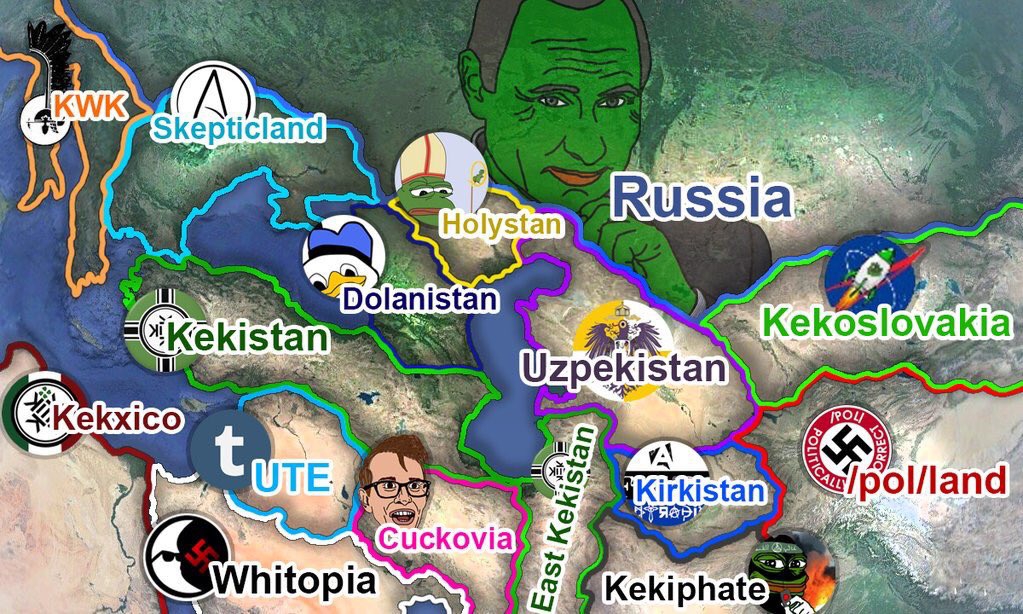 KWK
Skepticland
Holystan
Russia
Dolanistan
Kekoslovakia
Kekistan
Uzpekistan
Kekxico
t
UTE
/POL/
POLITICALLY
CORRECT
/pol/land
Kirkistan
Cuckovia
East Kekistan
Whitopia
Kekiphate